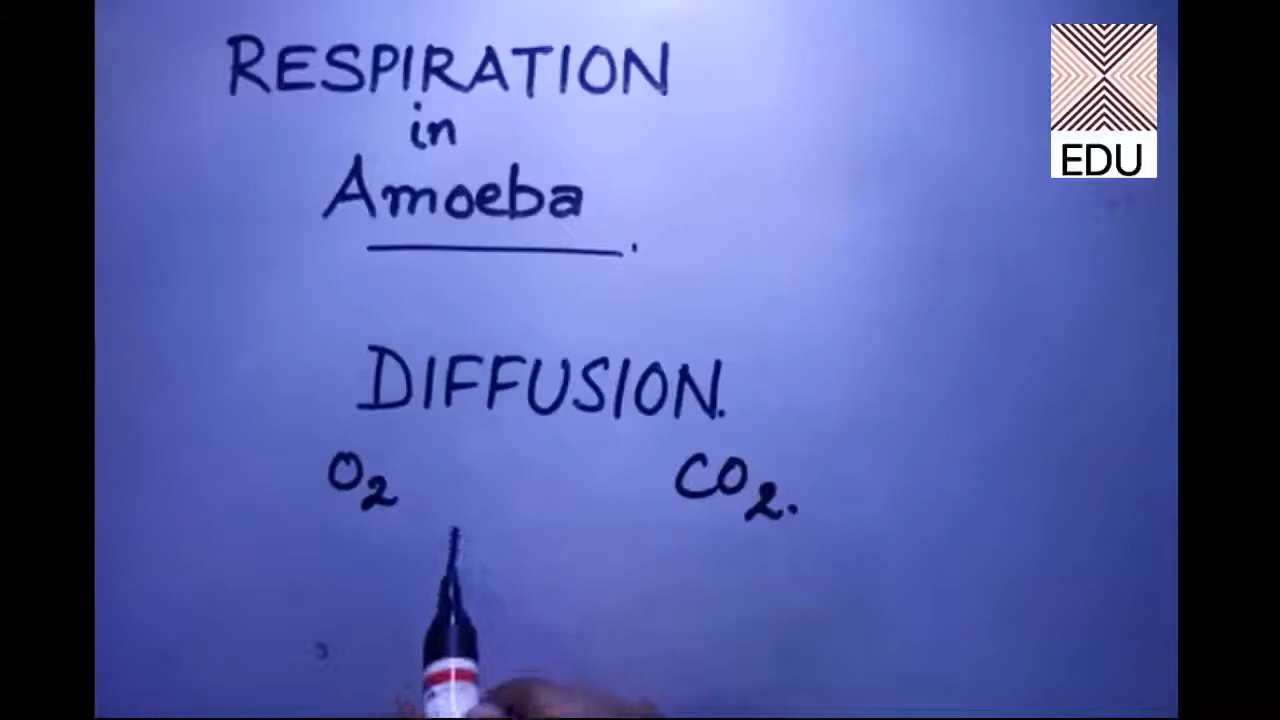 RESPIRATION
in
Amoeba
DIFFUSION.
O2 CO2.
EDU